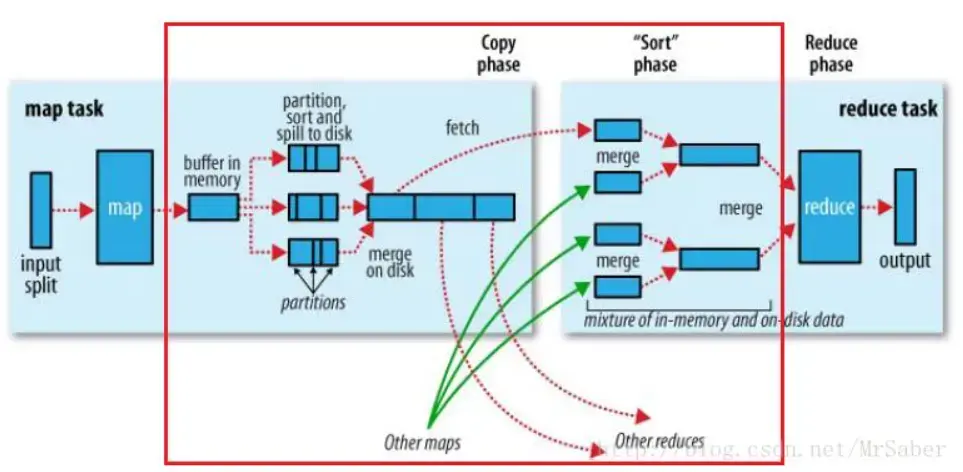 Copy
phase
“Sort”
phase
Reduce
phase
map task
partition,
sort and
spill to disk
fetch
reduce task
buffer in
memory
map
merge
merge
reduce
input
split
merge
on disk
merge
output
partitions
mixture of in-memory and on-disk data
Other maps
Other reduces
http://blog.csdn.net/MrSaber